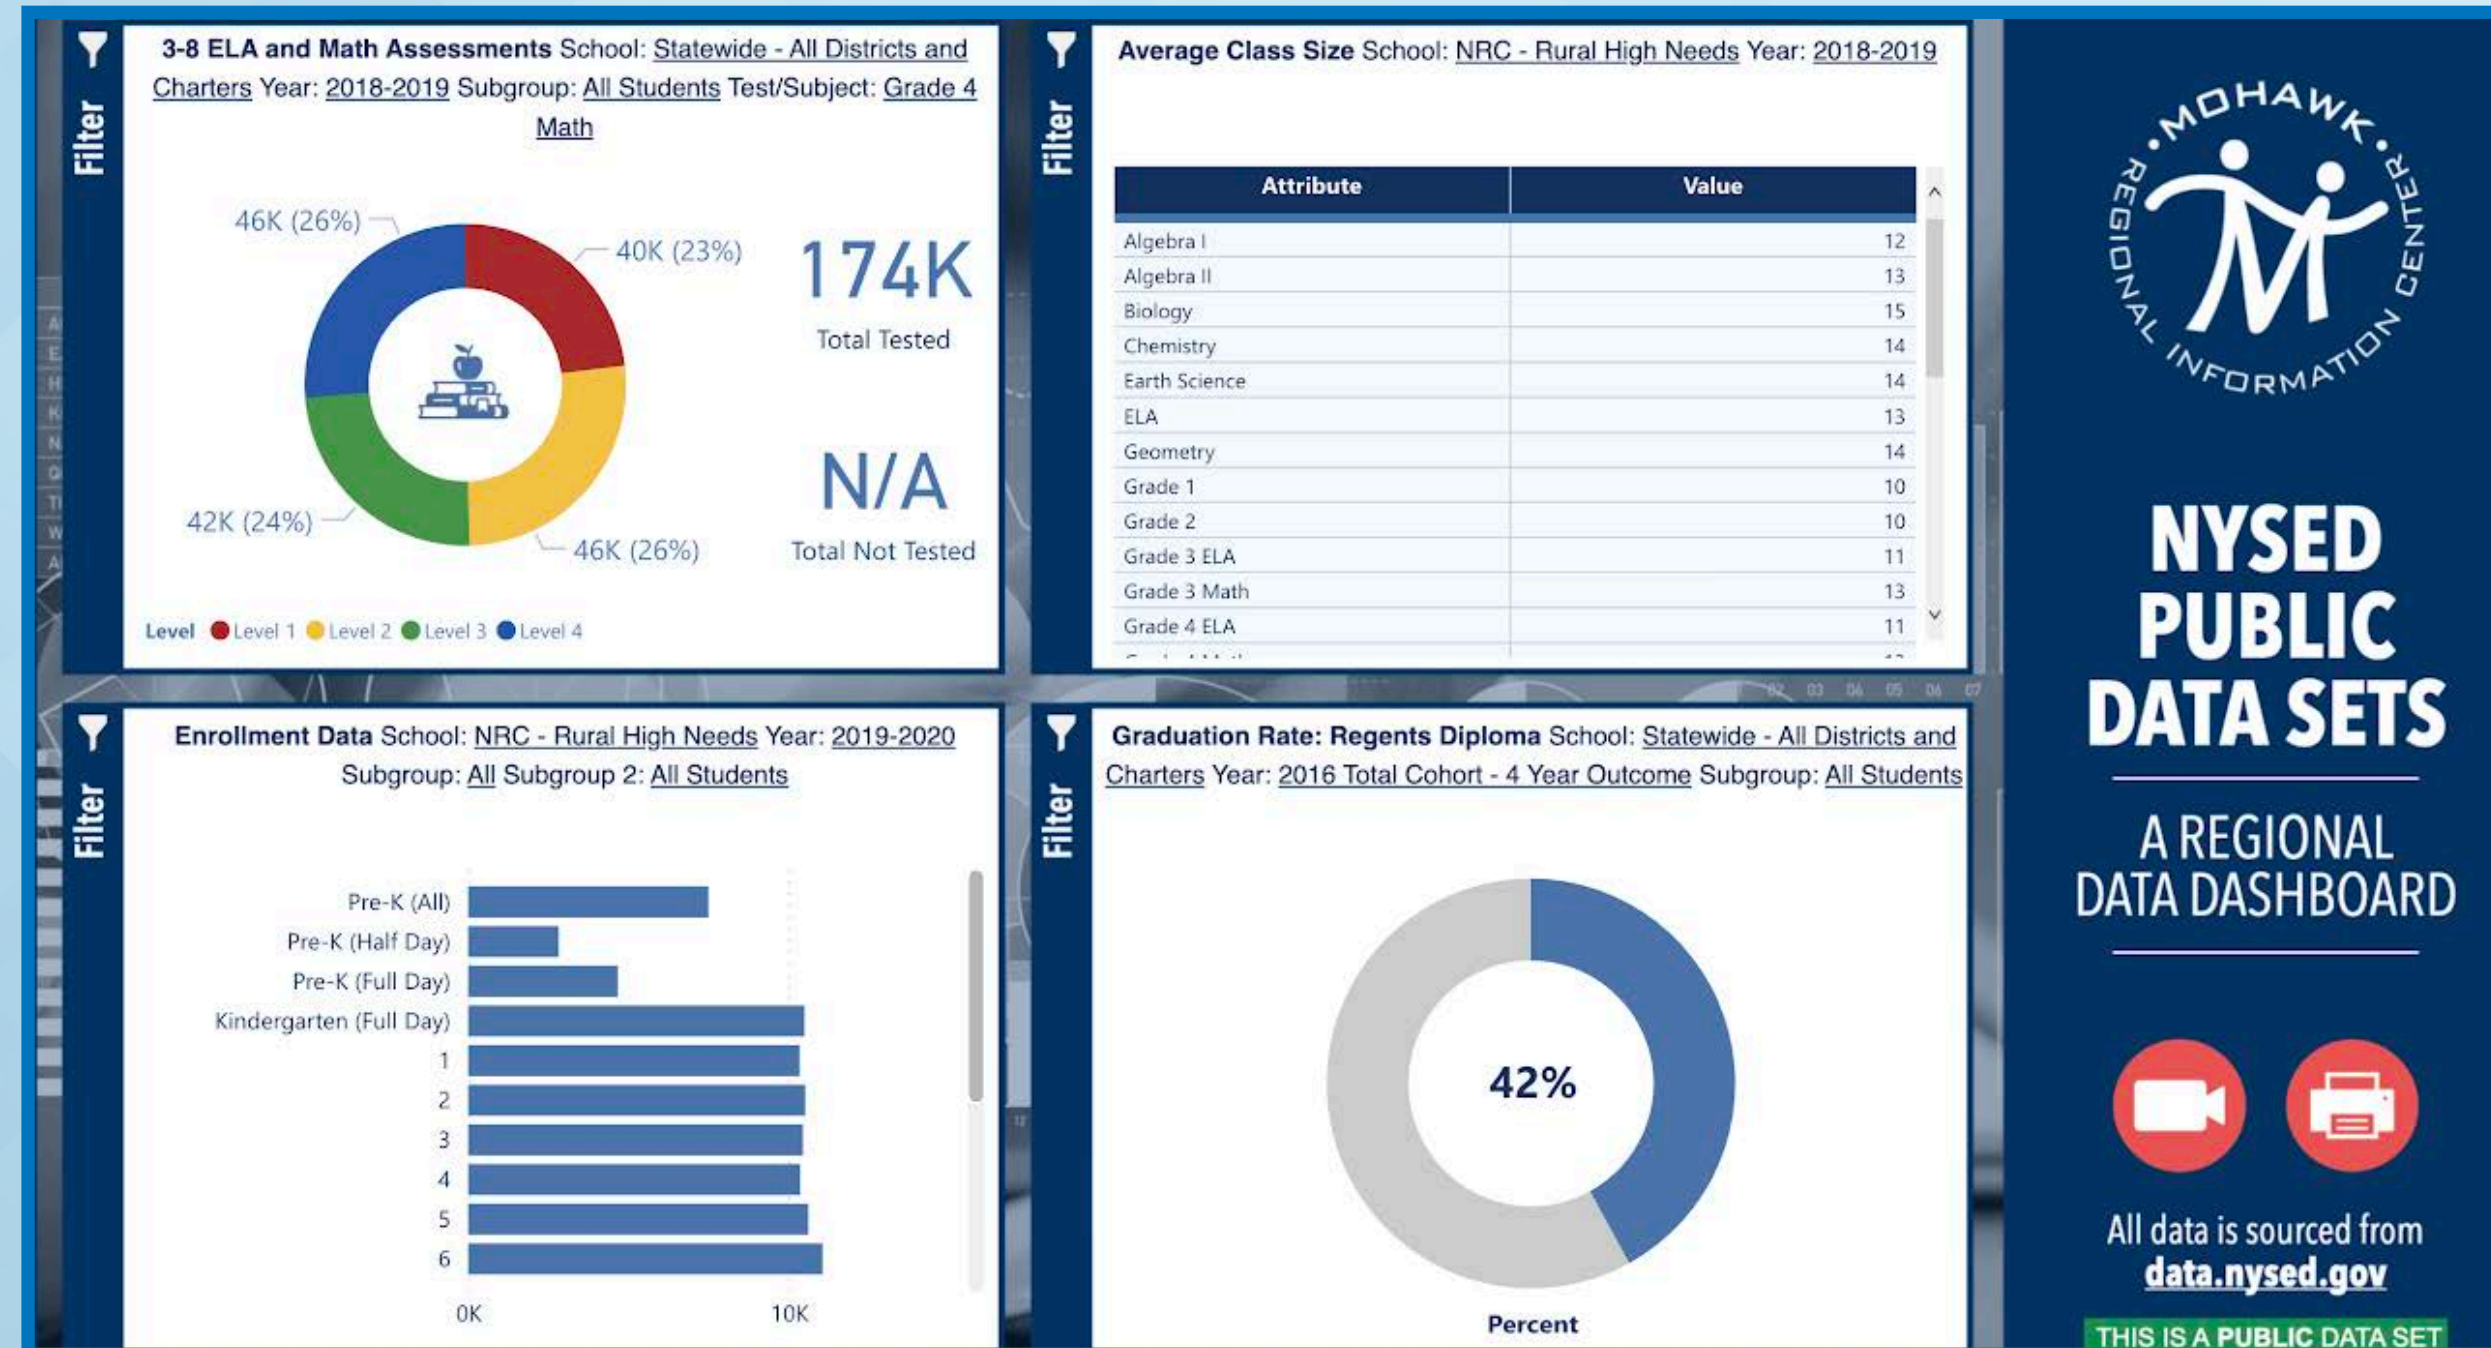 Filter
3-8 ELA and Math Assessments School: Statewide - All Districts and
Charters Year: 2018-2019 Subgroup: All Students Test/Subject: Grade 4
Math
46K (26%)
40K (23%)
42K (24%)
46K (26%)
174K
Total Tested
N/A
Total Not Tested
Level Level 1 Level 2 Level 3 Level 4
Filter
Average Class Size School: NRC - Rural High Needs Year: 2018-2019
Attribute Value
Algebra I 12
Algebra II 13
Biology 15
Chemistry 14
Earth Science 14
ELA 13
Geometry 14
Grade 1 10
Grade 2 10
Grade 3 ELA 11
Grade 3 Math 13
Grade 4 ELA 11
Filter
Enrollment Data School: NRC - Rural High Needs Year: 2019-2020
Subgroup: All Subgroup 2: All Students
Pre-K (All)
Pre-K (Half Day)
Pre-K (Full Day)
Kindergarten (Full Day)
1
2
3
4
5
6
0K 10K
Filter
Graduation Rate: Regents Diploma School: Statewide - All Districts and
Charters Year: 2016 Total Cohort - 4 Year Outcome Subgroup: All Students
42%
Percent
MOHAWK
REGIONAL INFORMATION CENTER
M
NYSED
PUBLIC
DATA SETS
A REGIONAL
DATA DASHBOARD
All data is sourced from
data.nysed.gov
THIS IS A PUBLIC DATA SET